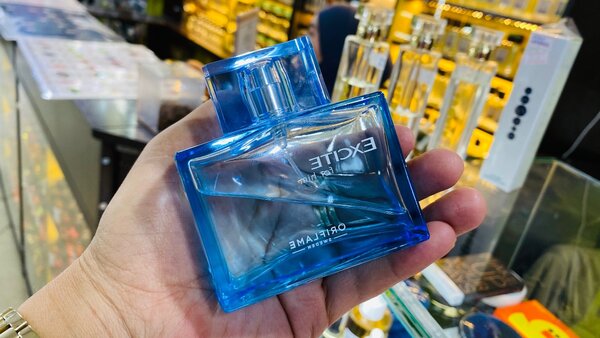 EXCITE
for him
ORIFLAME
SWEDEN